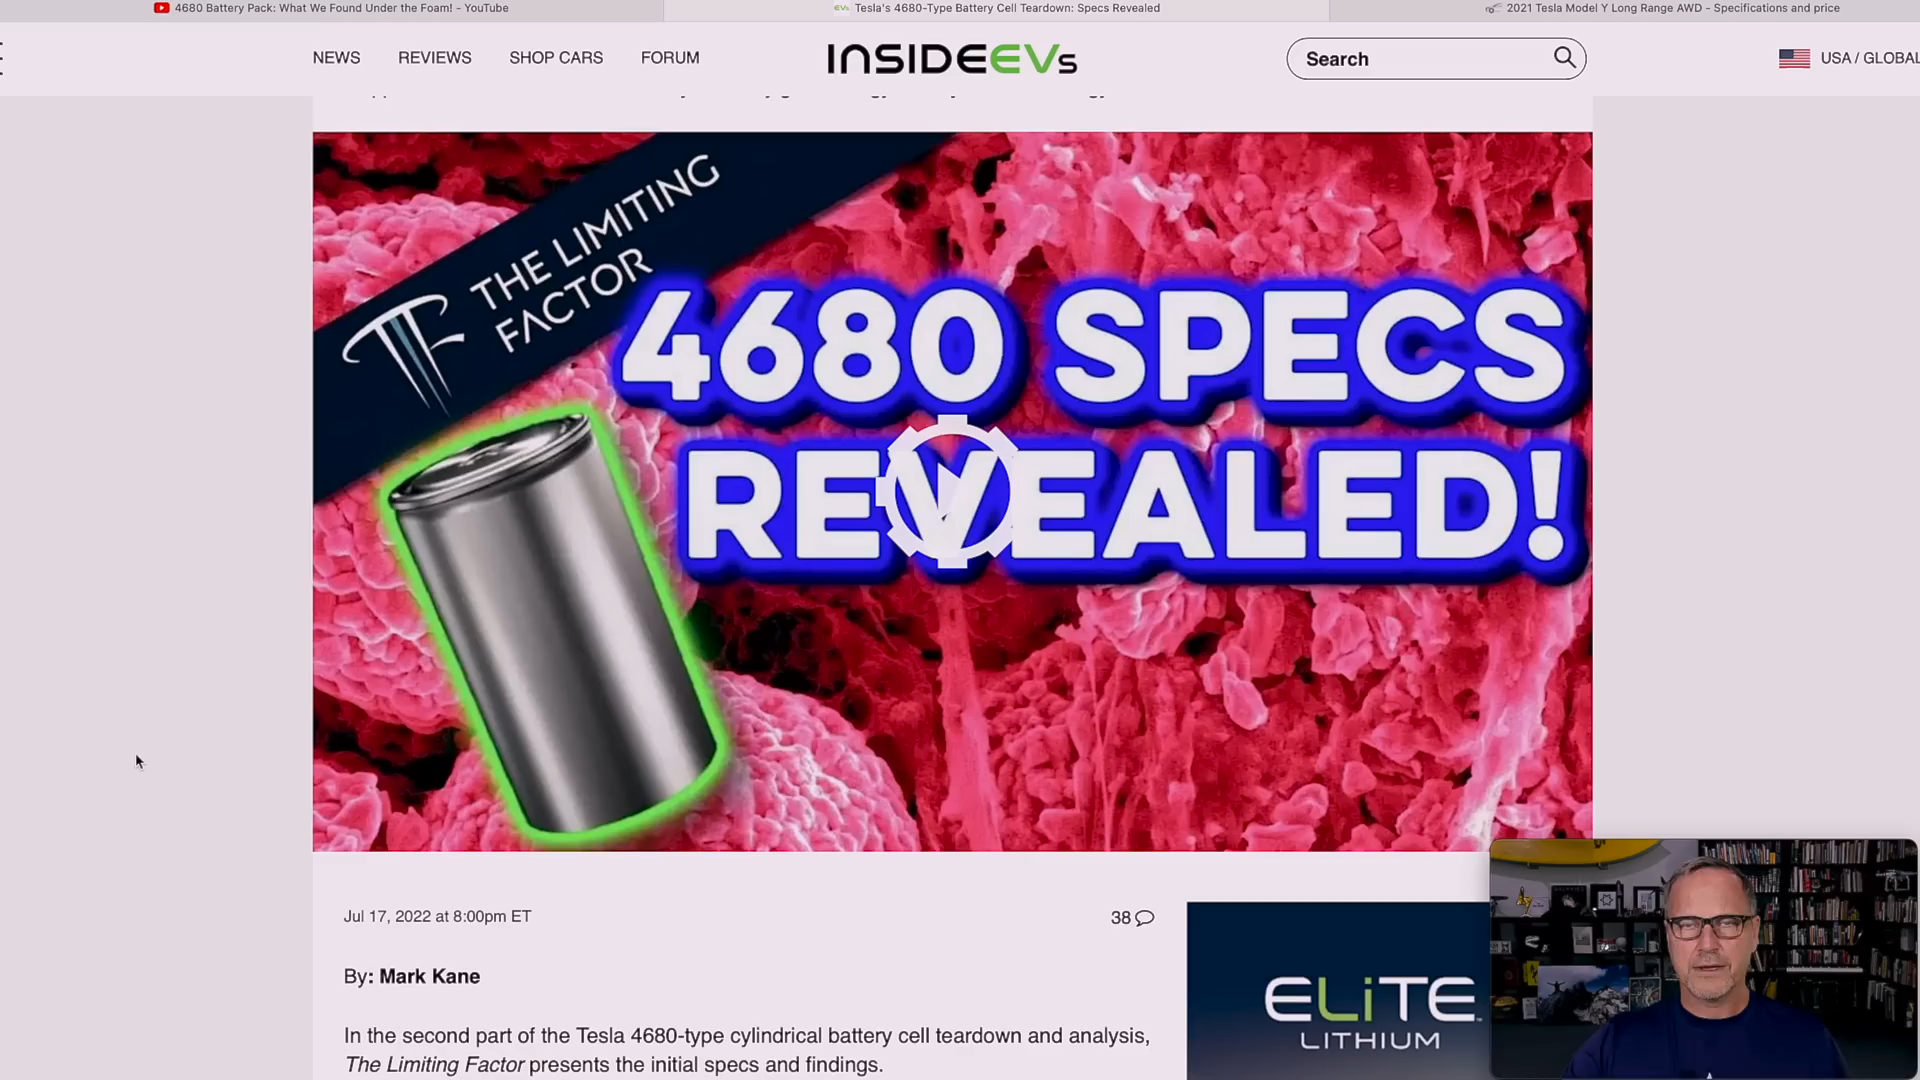 4680 Battery Pack: What We Found Under the Foam! - YouTube
Tesla's 4680-Type Battery Cell Teardown: Specs Revealed
2021 Tesla Model Y Long Range AWD - Specifications and price
NEWS
REVIEWS
SHOP CARS
FORUM
INSIDEEVs
Search
USA / GLOBAL
THE LIMITING
FACTOR
4680 SPECS
REVEALED!
Jul 17, 2022 at 8:00pm ET
38
By: Mark Kane
ELiTE
LITHIUM
In the second part of the Tesla 4680-type cylindrical battery cell teardown and analysis,
The Limiting Factor presents the initial specs and findings.